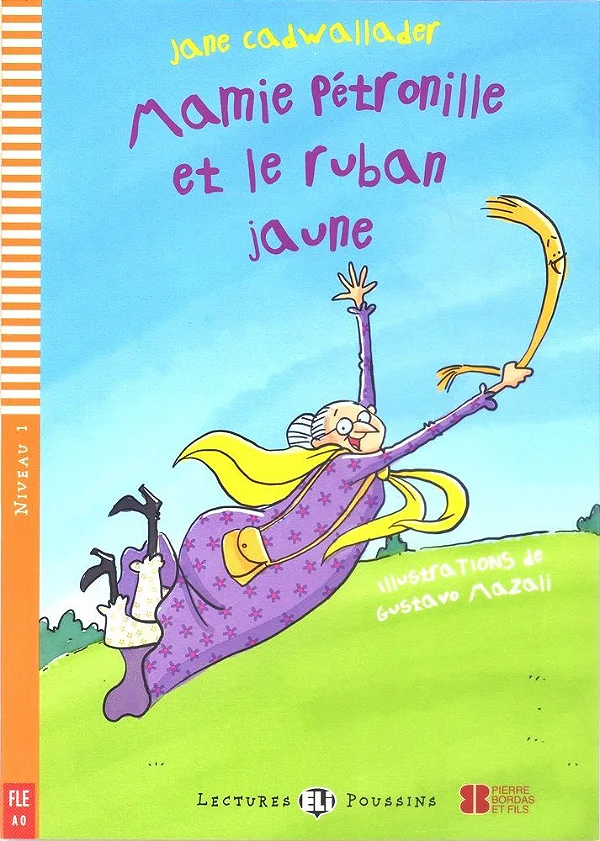 Jane Cadwallader
Mamie Pétronille
et le ruban
jaune
Niveau 1
Illustrations de
Gustavo Mazali
FLE
A0
Lectures ELi Poussins
PIERRE
BORDAS
ET FILS